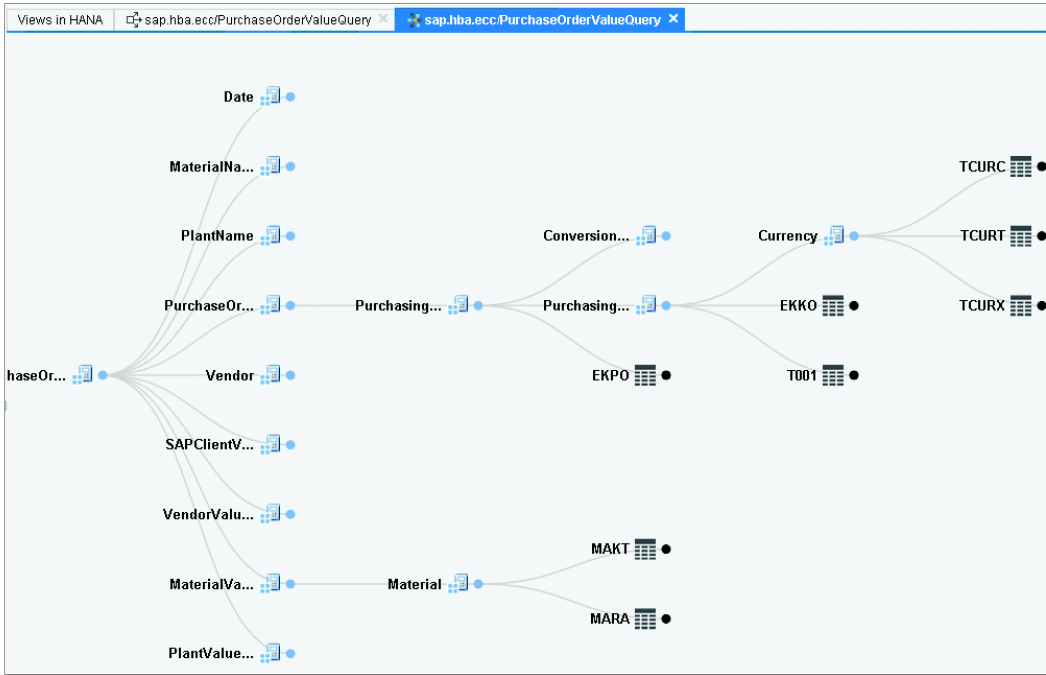 Views in HANA sap.hba.ecc/PurchaseOrderValueQuery × sap.hba.ecc/PurchaseOrderValueQuery ×
Date
MaterialNa... TCURC
PlantName Conversion... Currency TCURT
PurchaseOr... Purchasing... Purchasing... EKKO TCURX
haseOr... Vendor EKPO T001
SAPClientV...
VendorValu...
MAKT
MaterialVa... Material
MARA
PlantValue...